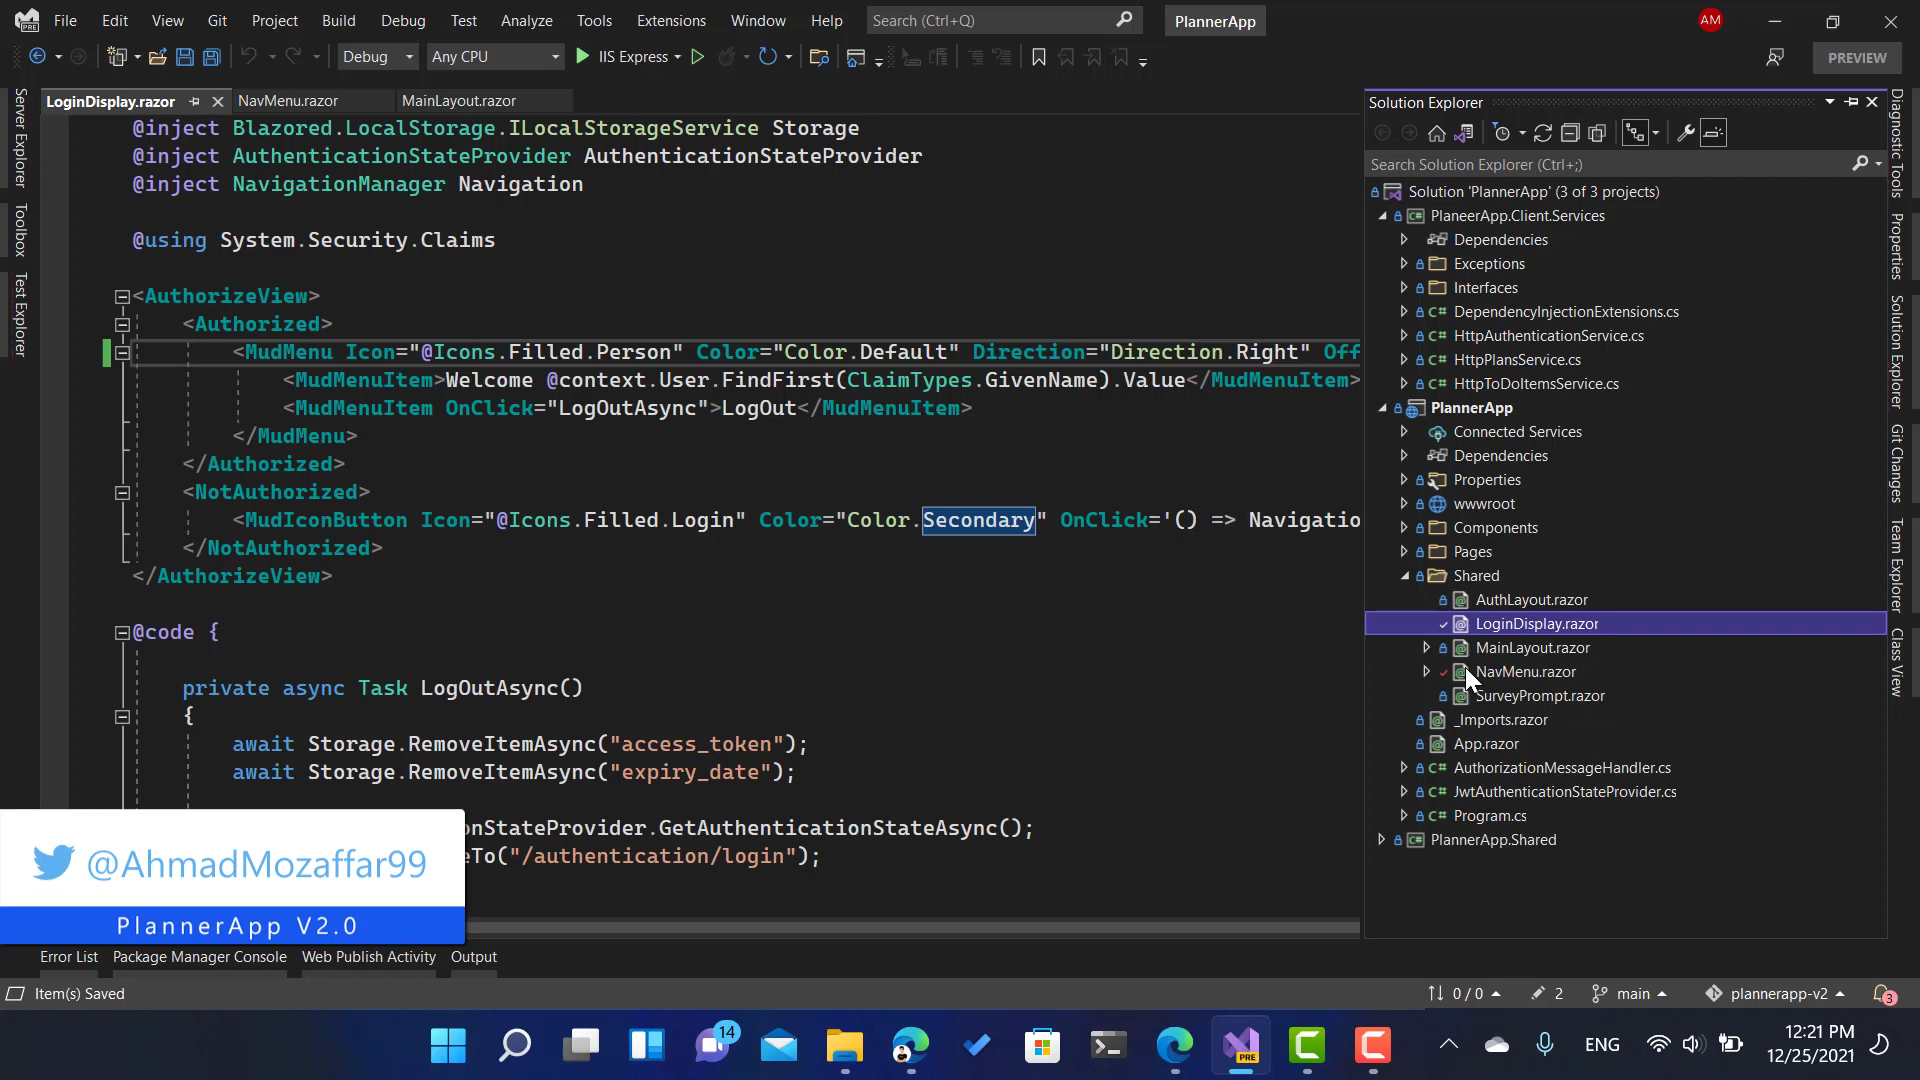 File Edit View Git Project Build Debug Test Analyze Tools Extensions Window Help Search (Ctrl+Q) PlannerApp AM
Debug Any CPU IIS Express PREVIEW
LoginDisplay.razor NavMenu.razor MainLayout.razor
Server Explorer
Toolbox
Test Explorer
@inject Blazored.LocalStorage.ILocalStorageService Storage
@inject AuthenticationStateProvider AuthenticationStateProvider
@inject NavigationManager Navigation
@using System.Security.Claims
<AuthorizeView>
<Authorized>
<MudMenu Icon="@Icons.Filled.Person" Color="Color.Default" Direction="Direction.Right" Off
<MudMenuItem>Welcome @context.User.FindFirst(ClaimTypes.GivenName).Value</MudMenuItem>
<MudMenuItem OnClick="LogOutAsync">LogOut</MudMenuItem>
</MudMenu>
</Authorized>
<NotAuthorized>
<MudIconButton Icon="@Icons.Filled.Login" Color="Color.Secondary" OnClick='() => Navigatio
</NotAuthorized>
</AuthorizeView>
@code {
private async Task LogOutAsync()
{
await Storage.RemoveItemAsync("access_token");
await Storage.RemoveItemAsync("expiry_date");
onStateProvider.GetAuthenticationStateAsync();
eTo("/authentication/login");
@AhmadMozaffar99
PlannerApp V2.0
Solution Explorer
Search Solution Explorer (Ctrl+;)
Solution 'PlannerApp' (3 of 3 projects)
PlaneerApp.Client.Services
Dependencies
Exceptions
Interfaces
DependencyInjectionExtensions.cs
HttpAuthenticationService.cs
HttpPlansService.cs
HttpToDoItemsService.cs
PlannerApp
Connected Services
Dependencies
Properties
wwwroot
Components
Pages
Shared
AuthLayout.razor
LoginDisplay.razor
MainLayout.razor
NavMenu.razor
SurveyPrompt.razor
_Imports.razor
App.razor
AuthorizationMessageHandler.cs
JwtAuthenticationStateProvider.cs
Program.cs
PlannerApp.Shared
Diagnostic Tools
Properties
Solution Explorer
Git Changes
Team Explorer
Class View
Error List Package Manager Console Web Publish Activity Output
Item(s) Saved 0 / 0 2 main plannerapp-v2 3
14 PRE ENG 12:21 PM
12/25/2021